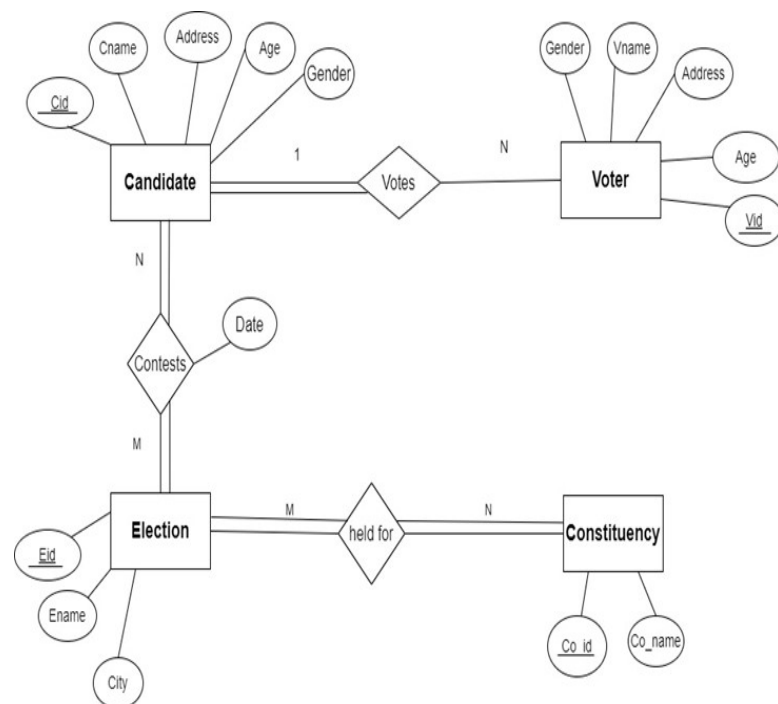 Cname
Address
Age
Gender
Cid
Candidate
1
Votes
N
Gender
Vname
Address
Age
Vid
Voter
N
Contests
Date
M
Election
Eid
Ename
City
M
held for
N
Constituency
Co_id
Co_name